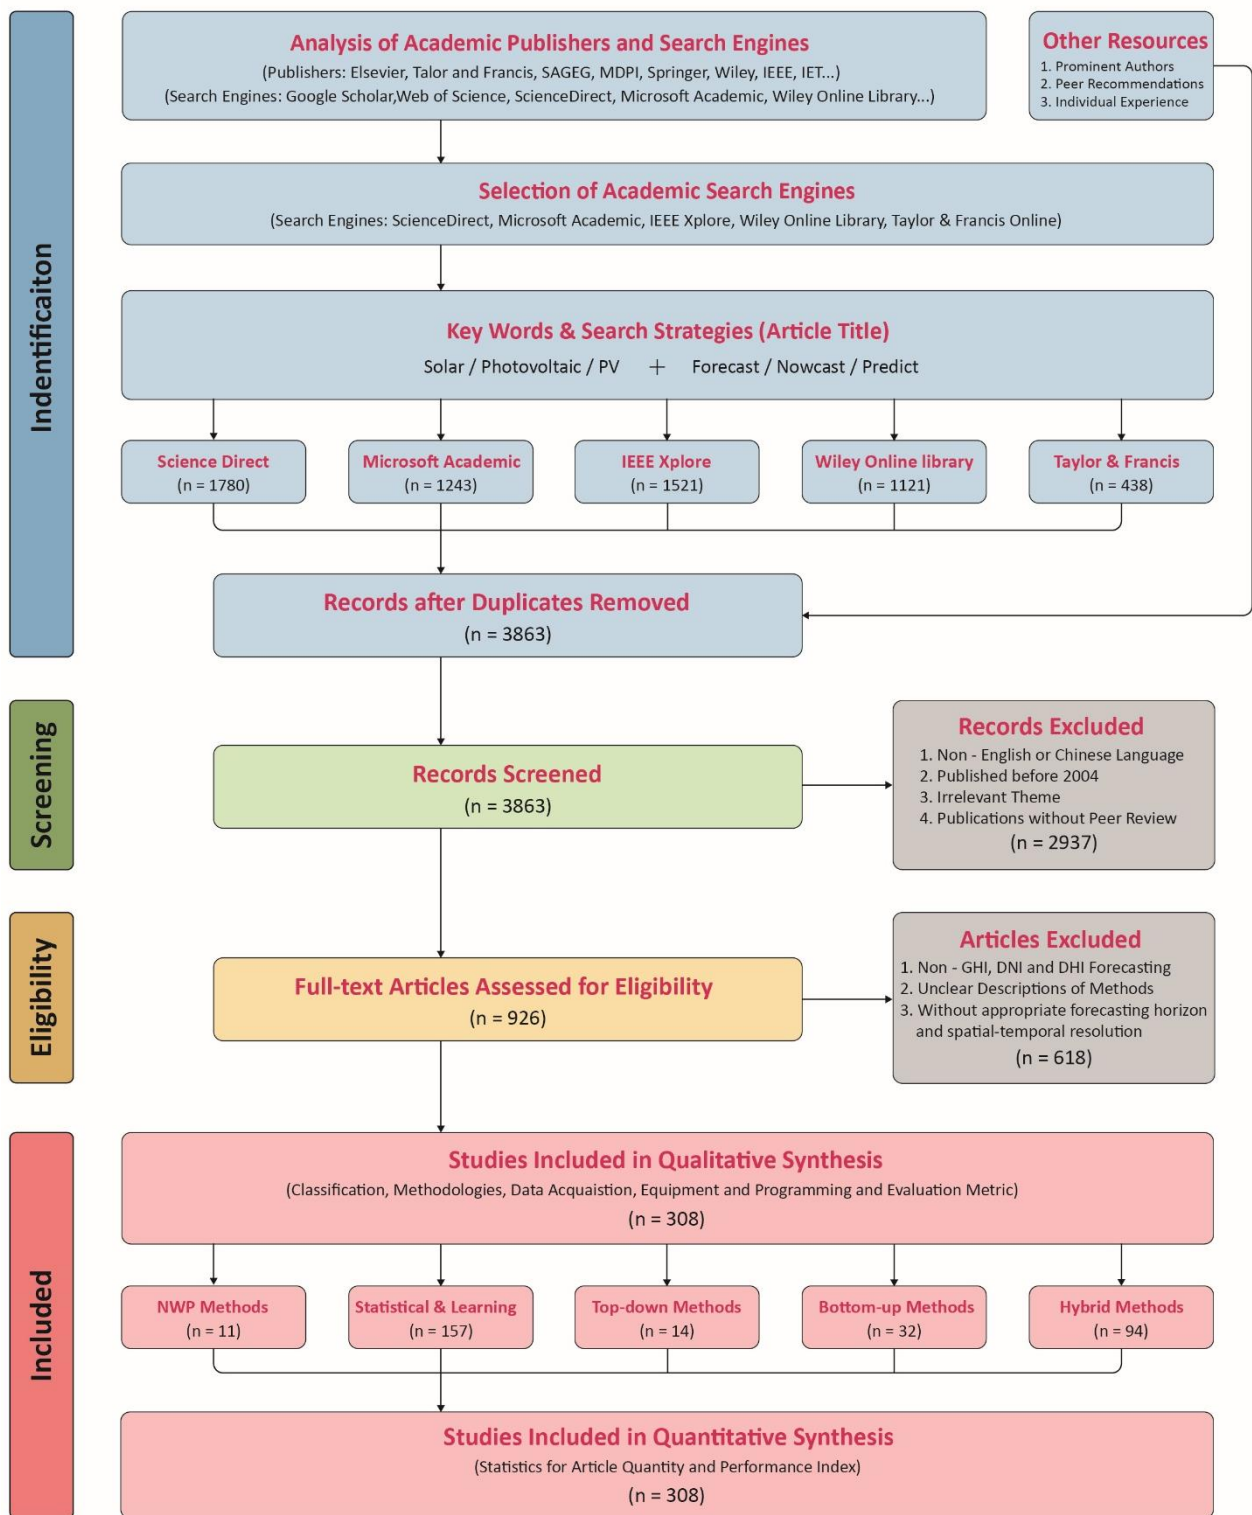 Indentificaiton
Analysis of Academic Publishers and Search Engines
(Publishers: Elsevier, Talor and Francis, SAGEG, MDPI, Springer, Wiley, IEEE, IET...)
(Search Engines: Google Scholar,Web of Science, ScienceDirect, Microsoft Academic, Wiley Online Library...)
Other Resources
1. Prominent Authors
2. Peer Recommendations
3. Individual Experience
Selection of Academic Search Engines
(Search Engines: ScienceDirect, Microsoft Academic, IEEE Xplore, Wiley Online Library, Taylor & Francis Online)
Key Words & Search Strategies (Article Title)
Solar / Photovoltaic / PV + Forecast / Nowcast / Predict
Science Direct
(n = 1780)
Microsoft Academic
(n = 1243)
IEEE Xplore
(n = 1521)
Wiley Online library
(n = 1121)
Taylor & Francis
(n = 438)
Records after Duplicates Removed
(n = 3863)
Screening
Records Screened
(n = 3863)
Records Excluded
1. Non - English or Chinese Language
2. Published before 2004
3. Irrelevant Theme
4. Publications without Peer Review
(n = 2937)
Eligibility
Full-text Articles Assessed for Eligibility
(n = 926)
Articles Excluded
1. Non - GHI, DNI and DHI Forecasting
2. Unclear Descriptions of Methods
3. Without appropriate forecasting horizon
and spatial-temporal resolution
(n = 618)
Included
Studies Included in Qualitative Synthesis
(Classification, Methodologies, Data Acquaistion, Equipment and Programming and Evaluation Metric)
(n = 308)
NWP Methods
(n = 11)
Statistical & Learning
(n = 157)
Top-down Methods
(n = 14)
Bottom-up Methods
(n = 32)
Hybrid Methods
(n = 94)
Studies Included in Quantitative Synthesis
(Statistics for Article Quantity and Performance Index)
(n = 308)